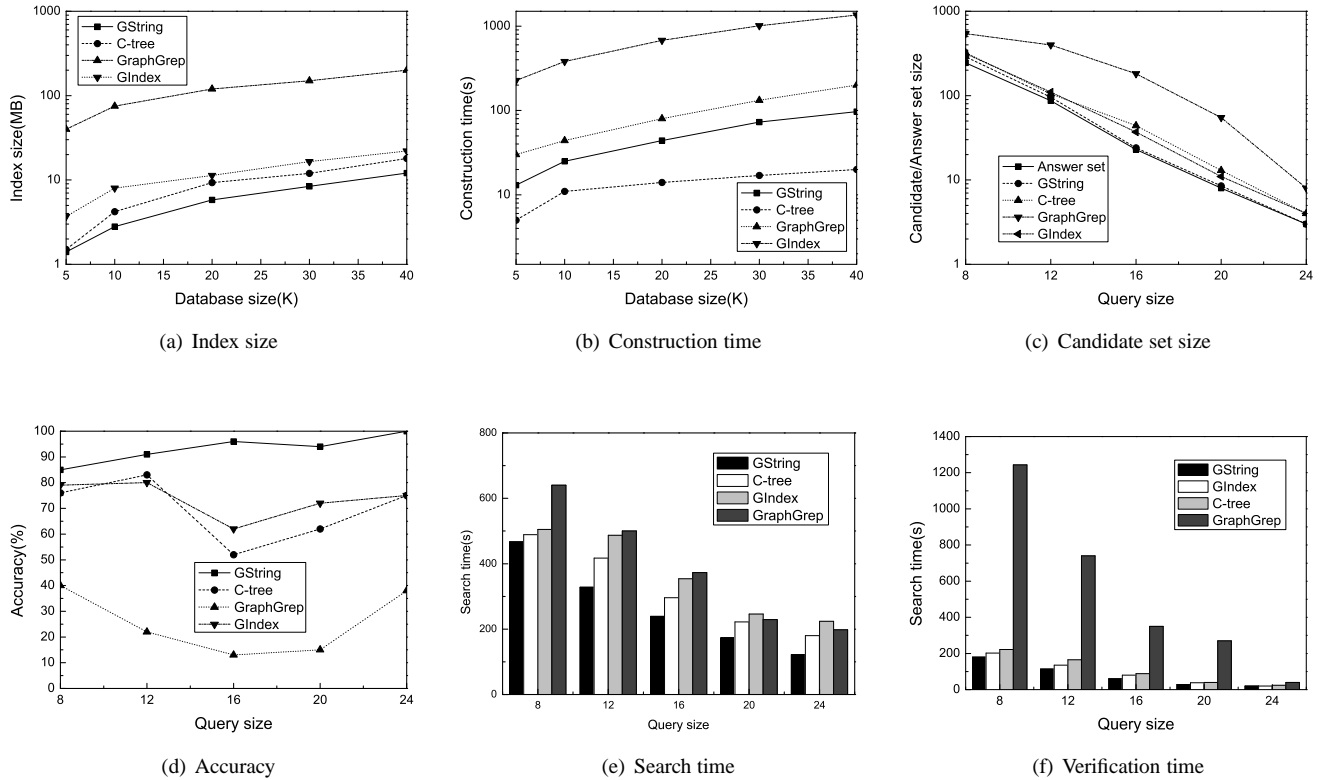 GString
C-tree
GraphGrep
GIndex
1000
100
10
1
5 10 20 30 40
Index size(MB)
Database size(K)
(a) Index size
1000
100
10
5 10 20 30 40
Construction time(s)
Database size(K)
GString
C-tree
GraphGrep
GIndex
(b) Construction time
1000
100
10
1
8 12 16 20 24
Candidate/Answer set size
Query size
Answer set
GString
C-tree
GraphGrep
GIndex
(c) Candidate set size
100
90
80
70
60
50
40
30
20
10
0
8 12 16 20 24
Accuracy(%)
Query size
GString
C-tree
GraphGrep
GIndex
(d) Accuracy
800
600
400
200
0
8 12 16 20 24
Search time(s)
Query size
GString
C-tree
GIndex
GraphGrep
(e) Search time
1400
1200
1000
800
600
400
200
0
8 12 16 20 24
Search time(s)
Query size
GString
GIndex
C-tree
GraphGrep
(f) Verification time